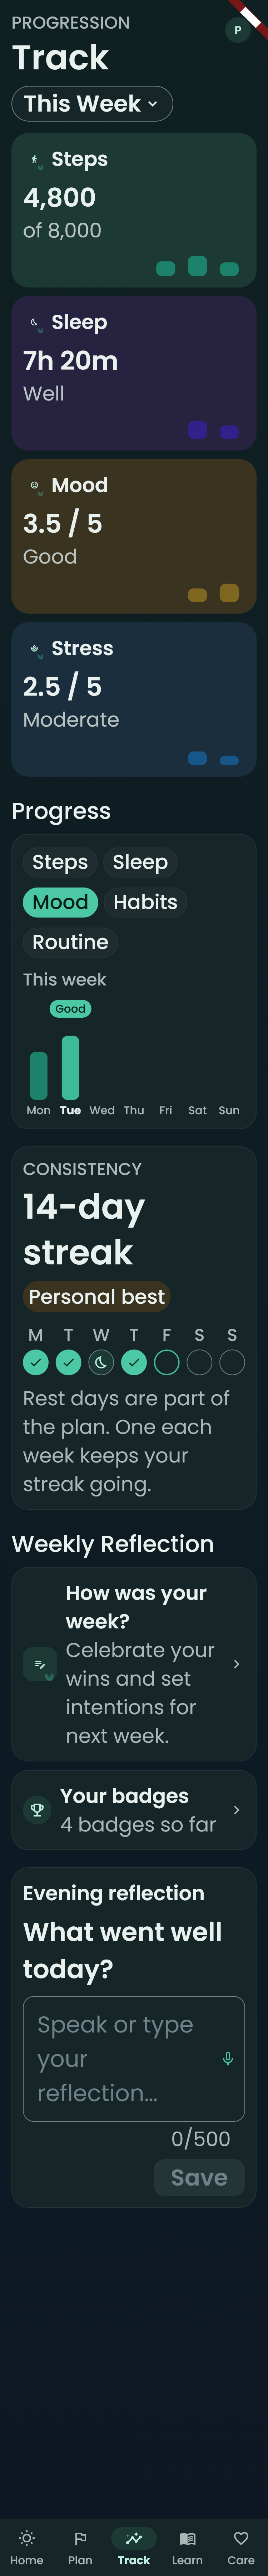 PROGRESSION
P
Track
This Week
Steps
4,800
of 8,000
Sleep
7h 20m
Well
Mood
3.5 / 5
Good
Stress
2.5 / 5
Moderate
Progress
Steps
Sleep
Mood
Habits
Routine
This week
Good
Mon Tue Wed Thu Fri Sat Sun
CONSISTENCY
14-day
streak
Personal best
M T W T F S S
Rest days are part of
the plan. One each
week keeps your
streak going.
Weekly Reflection
How was your
week?
Celebrate your
wins and set
intentions for
next week.
Your badges
4 badges so far
Evening reflection
What went well
today?
Speak or type
your
reflection...
0/500
Save
Home Plan Track Learn Care